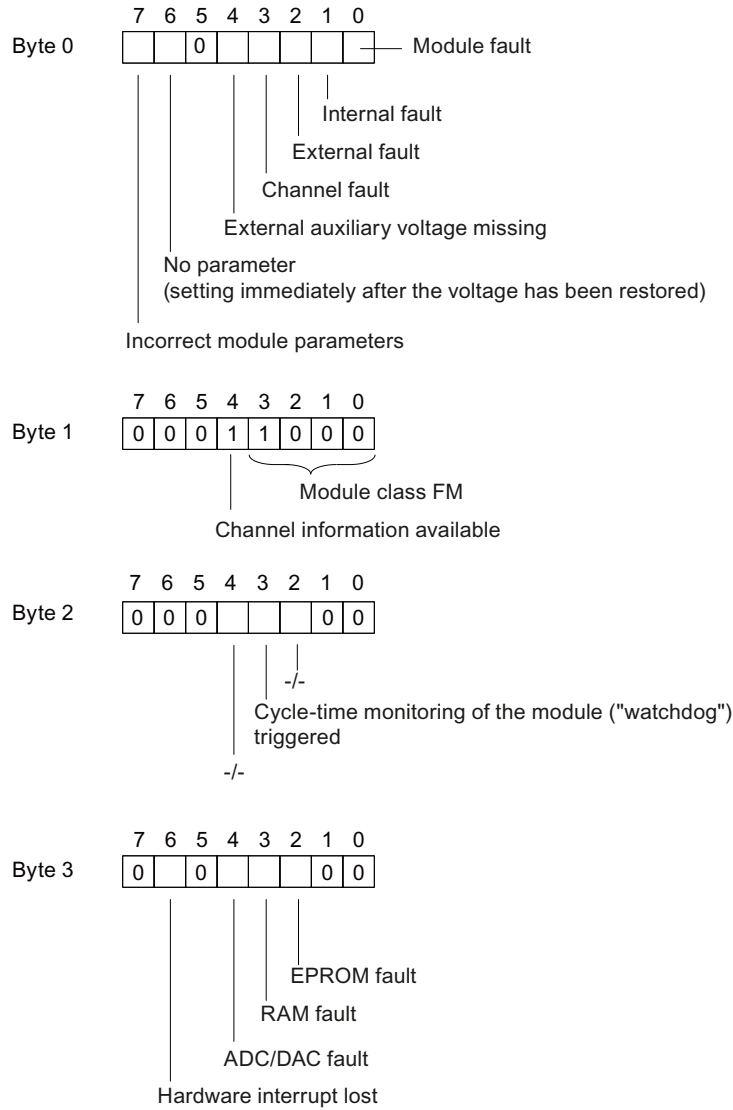 7 6 5 4 3 2 1 0
Byte 0 0 Module fault
Internal fault
External fault
Channel fault
External auxiliary voltage missing
No parameter
(setting immediately after the voltage has been restored)
Incorrect module parameters
7 6 5 4 3 2 1 0
Byte 1 0 0 0 1 1 0 0 0
Module class FM
Channel information available
7 6 5 4 3 2 1 0
Byte 2 0 0 0 0 0
-/-
Cycle-time monitoring of the module ("watchdog")
triggered
-/-
7 6 5 4 3 2 1 0
Byte 3 0 0 0 0
EPROM fault
RAM fault
ADC/DAC fault
Hardware interrupt lost